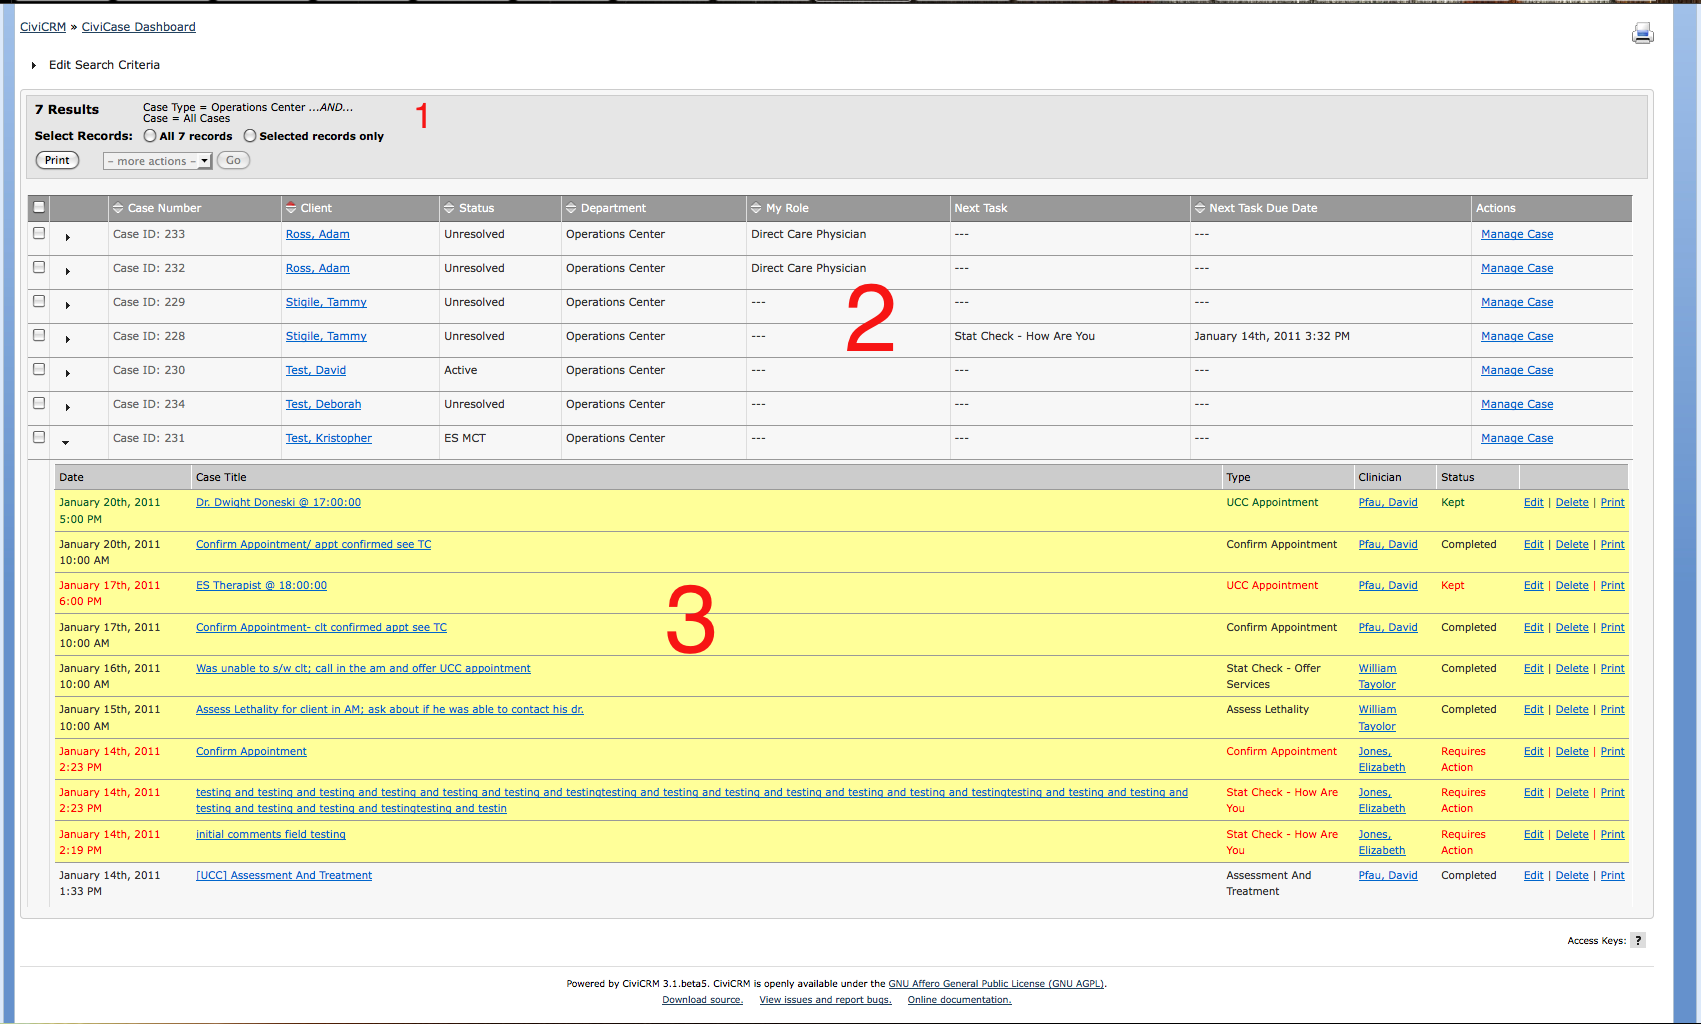 CiviCRM » CiviCase Dashboard
Edit Search Criteria
7 Results
Case Type = Operations Center ...AND...
Case = All Cases
1
Select Records: All 7 records Selected records only
Print – more actions – Go
Case Number Client Status Department My Role Next Task Next Task Due Date Actions
Case ID: 233 Ross, Adam Unresolved Operations Center Direct Care Physician --- --- Manage Case
Case ID: 232 Ross, Adam Unresolved Operations Center Direct Care Physician --- --- Manage Case
Case ID: 229 Stigile, Tammy Unresolved Operations Center --- --- --- Manage Case
2
Case ID: 228 Stigile, Tammy Unresolved Operations Center --- Stat Check - How Are You January 14th, 2011 3:32 PM Manage Case
Case ID: 230 Test, David Active Operations Center --- --- --- Manage Case
Case ID: 234 Test, Deborah Unresolved Operations Center --- --- --- Manage Case
Case ID: 231 Test, Kristopher ES MCT Operations Center --- --- --- Manage Case
Date Case Title Type Clinician Status
January 20th, 2011 Dr. Dwight Doneski @ 17:00:00 UCC Appointment Pfau, David Kept Edit | Delete | Print
5:00 PM
January 20th, 2011 Confirm Appointment/ appt confirmed see TC Confirm Appointment Pfau, David Completed Edit | Delete | Print
10:00 AM
January 17th, 2011 ES Therapist @ 18:00:00 UCC Appointment Pfau, David Kept Edit | Delete | Print
6:00 PM
3
January 17th, 2011 Confirm Appointment- clt confirmed appt see TC Confirm Appointment Pfau, David Completed Edit | Delete | Print
10:00 AM
January 16th, 2011 Was unable to s/w clt; call in the am and offer UCC appointment Stat Check - Offer William Completed Edit | Delete | Print
10:00 AM Services Tayolor
January 15th, 2011 Assess Lethality for client in AM; ask about if he was able to contact his dr. Assess Lethality William Completed Edit | Delete | Print
10:00 AM Tayolor
January 14th, 2011 Confirm Appointment Confirm Appointment Jones, Requires Edit | Delete | Print
2:23 PM Elizabeth Action
January 14th, 2011 testing and testing and testing and testing and testing and testing and testingtesting and testing and testing and testing and testing and testing and testingtesting and testing and testing and Stat Check - How Are Jones, Requires Edit | Delete | Print
2:23 PM testing and testing and testing and testingtesting and testin You Elizabeth Action
January 14th, 2011 initial comments field testing Stat Check - How Are Jones, Requires Edit | Delete | Print
2:19 PM You Elizabeth Action
January 14th, 2011 [UCC] Assessment And Treatment Assessment And Pfau, David Completed Edit | Delete | Print
1:33 PM Treatment
Access Keys: ?
Powered by CiviCRM 3.1.beta5. CiviCRM is openly available under the GNU Affero General Public License (GNU AGPL).
Download source. View issues and report bugs. Online documentation.